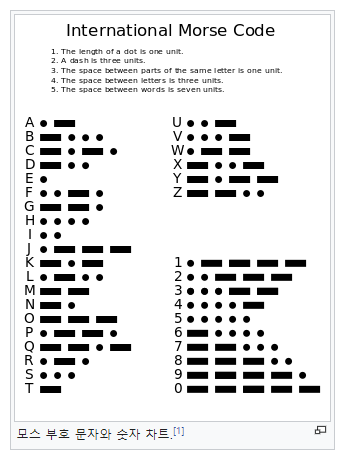 International Morse Code
1. The length of a dot is one unit.
2. A dash is three units.
3. The space between parts of the same letter is one unit.
4. The space between letters is three units.
5. The space between words is seven units.
A
B
C
D
E
F
G
H
I
J
K
L
M
N
O
P
Q
R
S
T
U
V
W
X
Y
Z
1
2
3
4
5
6
7
8
9
0
모스 부호 문자와 숫자 차트.[1]